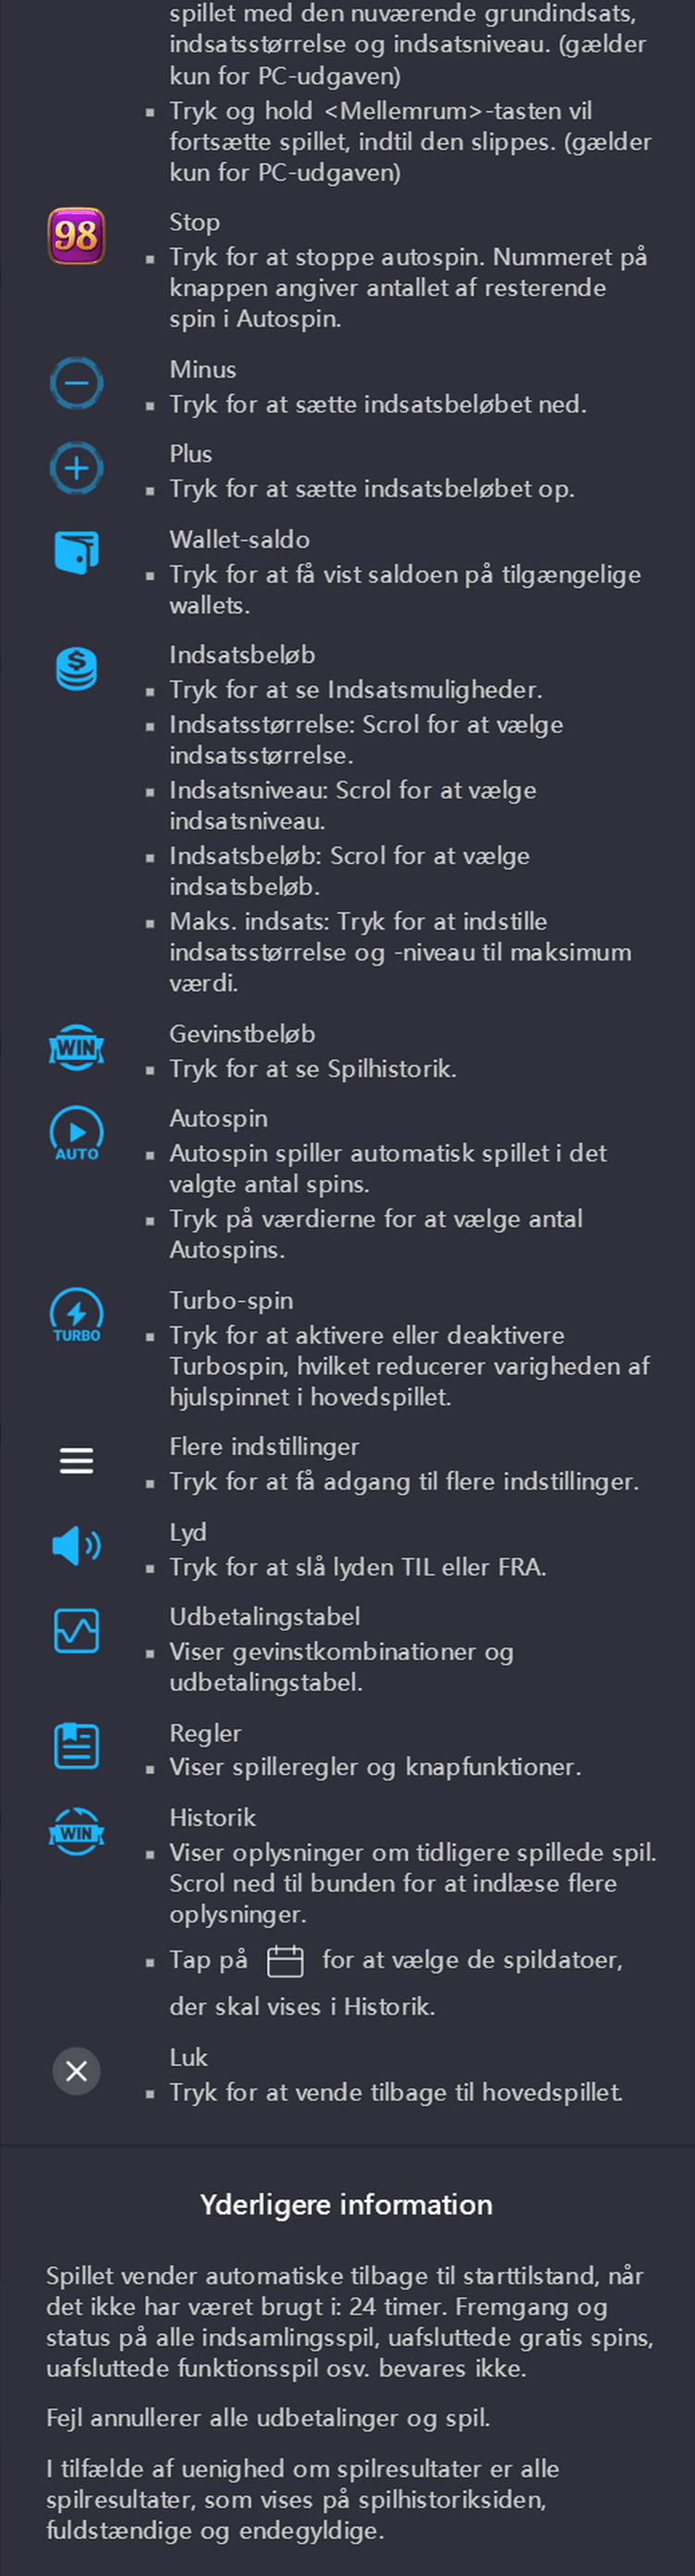 spillet med den nuværende grundindsats,
indsatsstørrelse og indsatsniveau. (gælder
kun for PC-udgaven)
▪ Tryk og hold <Mellemrum>-tasten vil
fortsætte spillet, indtil den slippes. (gælder
kun for PC-udgaven)
98
Stop
▪ Tryk for at stoppe autospin. Nummeret på
knappen angiver antallet af resterende
spin i Autospin.
Minus
▪ Tryk for at sætte indsatsbeløbet ned.
Plus
▪ Tryk for at sætte indsatsbeløbet op.
Wallet-saldo
▪ Tryk for at få vist saldoen på tilgængelige
wallets.
Indsatsbeløb
▪ Tryk for at se Indsatsmuligheder.
▪ Indsatsstørrelse: Scrol for at vælge
indsatsstørrelse.
▪ Indsatsniveau: Scrol for at vælge
indsatsniveau.
▪ Indsatsbeløb: Scrol for at vælge
indsatsbeløb.
▪ Maks. indsats: Tryk for at indstille
indsatsstørrelse og -niveau til maksimum
værdi.
WIN
Gevinstbeløb
▪ Tryk for at se Spilhistorik.
AUTO
Autospin
▪ Autospin spiller automatisk spillet i det
valgte antal spins.
▪ Tryk på værdierne for at vælge antal
Autospins.
TURBO
Turbo-spin
▪ Tryk for at aktivere eller deaktivere
Turbospin, hvilket reducerer varigheden af
hjulspinnet i hovedspillet.
Flere indstillinger
▪ Tryk for at få adgang til flere indstillinger.
Lyd
▪ Tryk for at slå lyden TIL eller FRA.
Udbetalingstabel
▪ Viser gevinstkombinationer og
udbetalingstabel.
Regler
▪ Viser spilleregler og knapfunktioner.
WIN
Historik
▪ Viser oplysninger om tidligere spillede spil.
Scrol ned til bunden for at indlæse flere
oplysninger.
▪ Tap på for at vælge de spildatoer,
der skal vises i Historik.
Luk
▪ Tryk for at vende tilbage til hovedspillet.
Yderligere information
Spillet vender automatiske tilbage til starttilstand, når
det ikke har været brugt i: 24 timer. Fremgang og
status på alle indsamlingsspil, uafsluttede gratis spins,
uafsluttede funktionsspil osv. bevares ikke.
Fejl annullerer alle udbetalinger og spil.
I tilfælde af uenighed om spilresultater er alle
spilresultater, som vises på spilhistoriksiden,
fuldstændige og endegyldige.